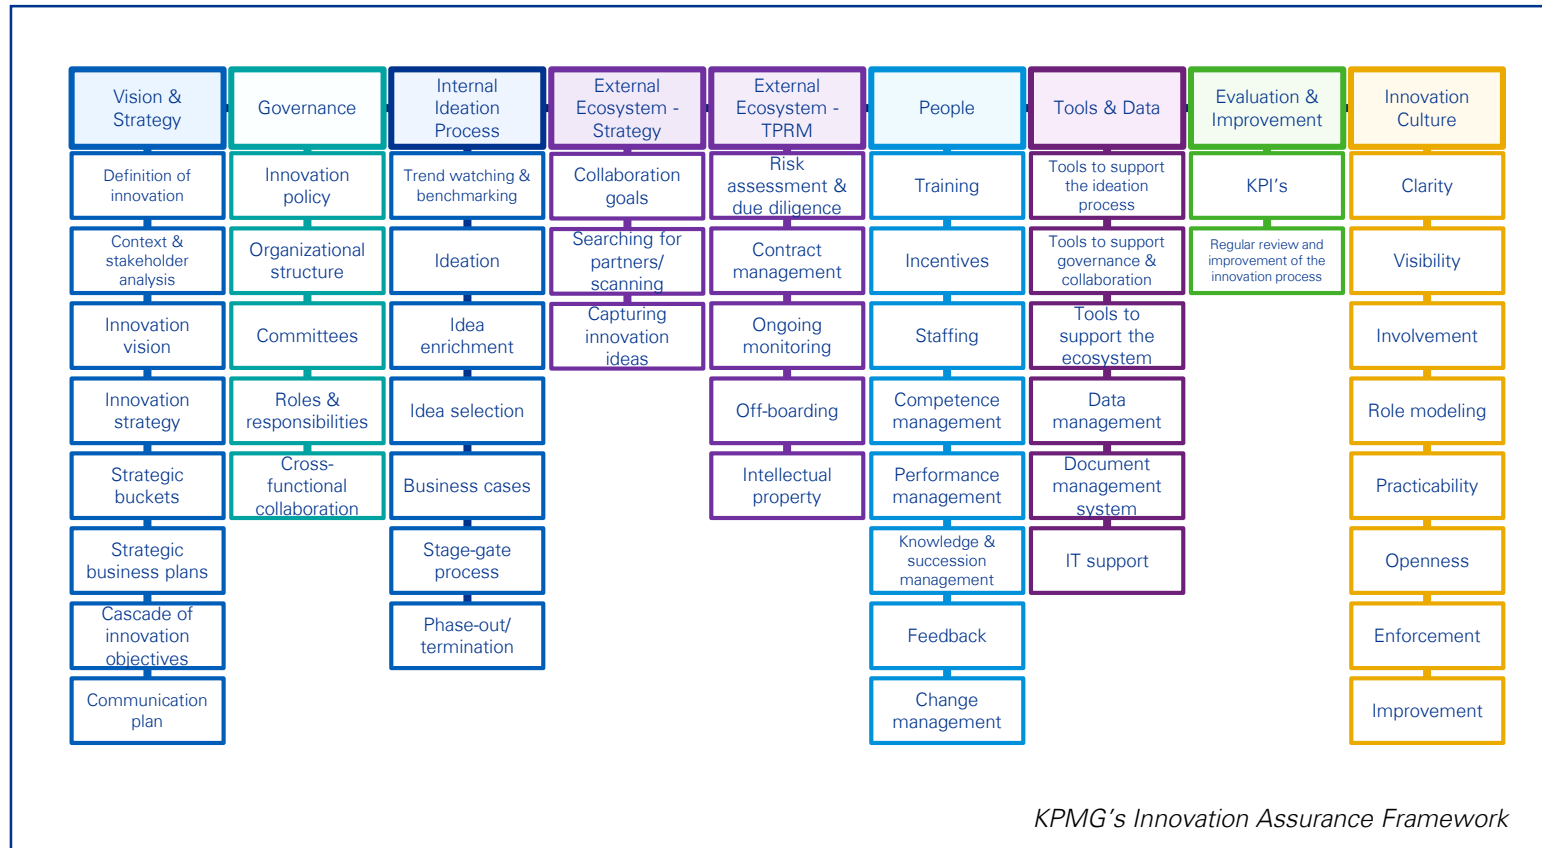 Vision &
Strategy
Definition of
innovation
Context &
stakeholder
analysis
Innovation
vision
Innovation
strategy
Strategic
buckets
Strategic
business plans
Cascade of
innovation
objectives
Communication
plan
Governance
Innovation
policy
Organizational
structure
Committees
Roles &
responsibilities
Cross-
functional
collaboration
Internal
Ideation
Process
Trend watching &
benchmarking
Ideation
Idea
enrichment
Idea selection
Business cases
Stage-gate
process
Phase-out/
termination
External
Ecosystem -
Strategy
Collaboration
goals
Searching for
partners/
scanning
Capturing
innovation
ideas
External
Ecosystem -
TPRM
Risk
assessment &
due diligence
Contract
management
Ongoing
monitoring
Off-boarding
Intellectual
property
People
Training
Incentives
Staffing
Competence
management
Performance
management
Knowledge &
succession
management
Feedback
Change
management
Tools & Data
Tools to support
the ideation
process
Tools to support
governance &
collaboration
Tools to
support the
ecosystem
Data
management
Document
management
system
IT support
Evaluation &
Improvement
KPI's
Regular review and
improvement of the
innovation process
Innovation
Culture
Clarity
Visibility
Involvement
Role modeling
Practicability
Openness
Enforcement
Improvement
KPMG's Innovation Assurance Framework